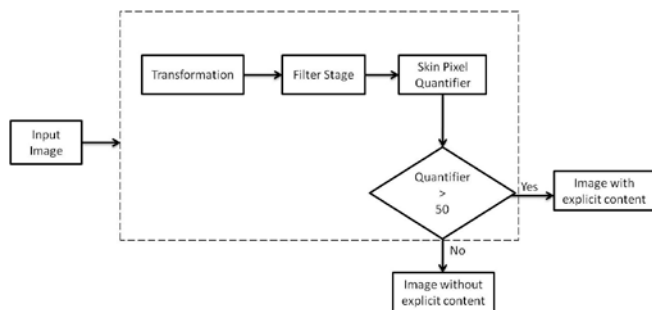 Transformation
Filter Stage
Skin Pixel
Quantifier
Input
Image
Quantifier
>
50
Yes
Image with
explicit content
No
Image without
explicit content